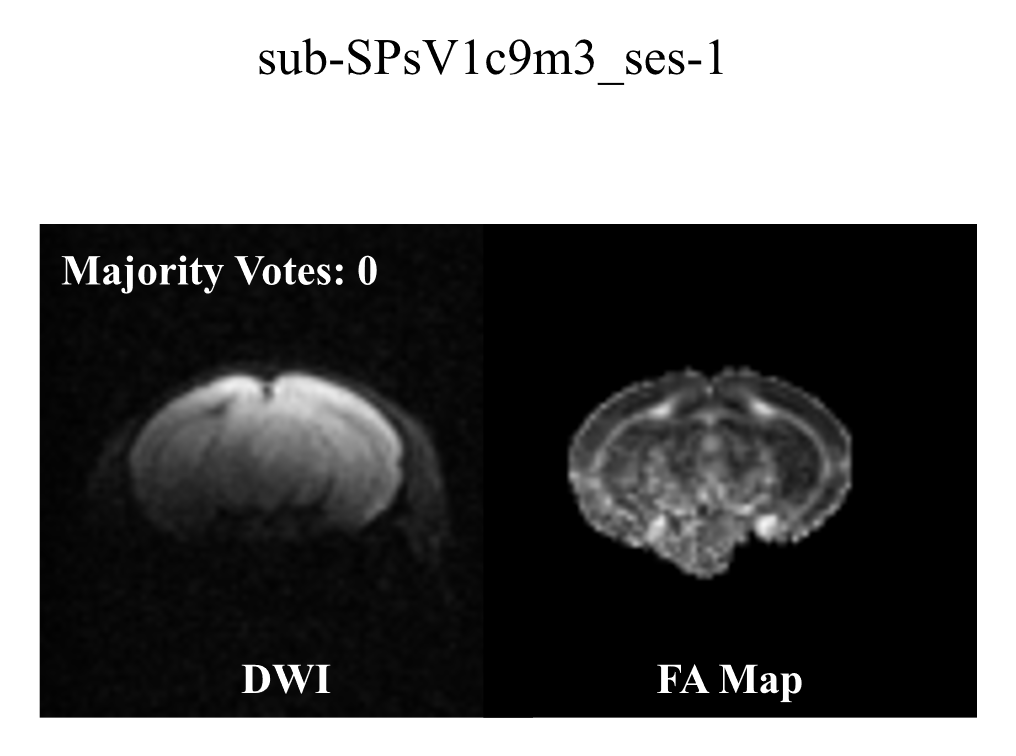 sub-SPsV1c9m3_ses-1
Majority Votes: 0
DWI
FA Map